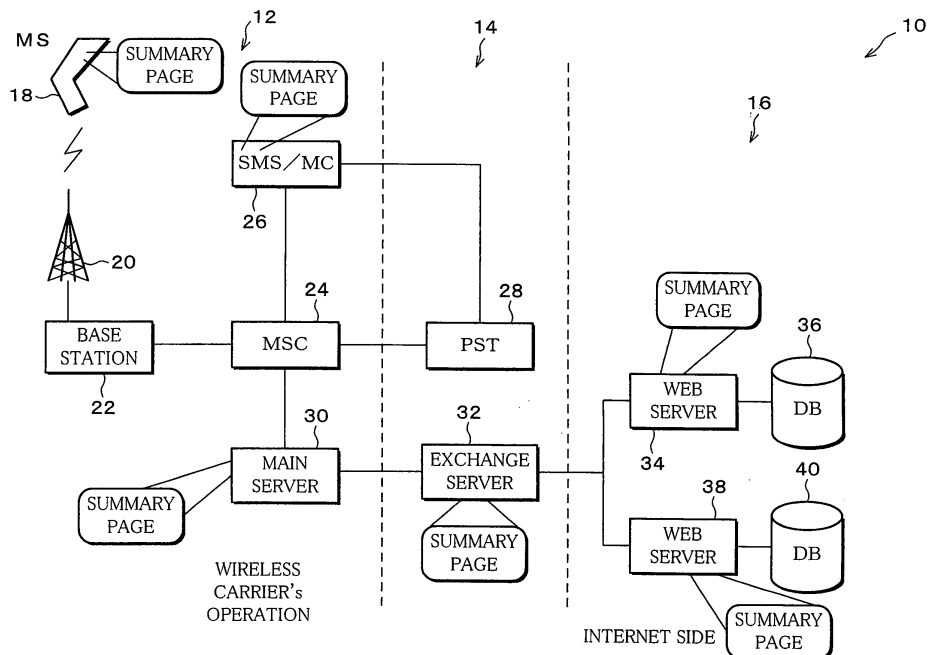 12
14
10
MS
SUMMARY
PAGE
18
SUMMARY
PAGE
16
SMS/MC
26
20
SUMMARY
PAGE
24
28
36
BASE
STATION
MSC
PST
WEB
SERVER
DB
22
34
30
32
MAIN
SERVER
EXCHANGE
SERVER
38
40
SUMMARY
PAGE
SUMMARY
PAGE
WEB
SERVER
DB
WIRELESS
CARRIER's
OPERATION
INTERNET SIDE
SUMMARY
PAGE